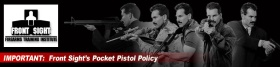 FRONT SIGHT
FIREARMS TRAINING INSTITUTE
IMPORTANT: Front Sight's Pocket Pistol Policy